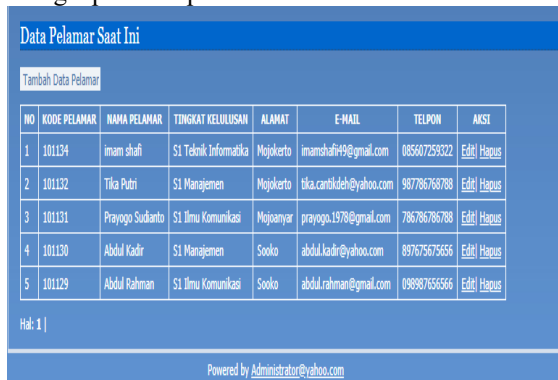 Data Pelamar Saat Ini
Tambah Data Pelamar
NO KODE PELAMAR NAMA PELAMAR TINGKAT KELULUSAN ALAMAT E-MAIL TELPON AKSI
1 101134 imam shafi S1 Teknik Informatika Mojokerto imamshafii49@gmail.com 085607259322 Edit| Hapus
2 101132 Tika Putri S1 Manajemen Mojokerto tika.cantikdeh@yahoo.com 987786768788 Edit| Hapus
3 101131 Prayogo Sudianto S1 Ilmu Komunikasi Mojoanyar prayogo.1978@gmail.com 786786786788 Edit| Hapus
4 101130 Abdul Kadir S1 Manajemen Sooko abdul.kadir@yahoo.com 897675675656 Edit| Hapus
5 101129 Abdul Rahman S1 Ilmu Komunikasi Sooko abdul.rahman@gmail.com 098987656566 Edit| Hapus
Hal: 1 |
Powered by Administrator@yahoo.com